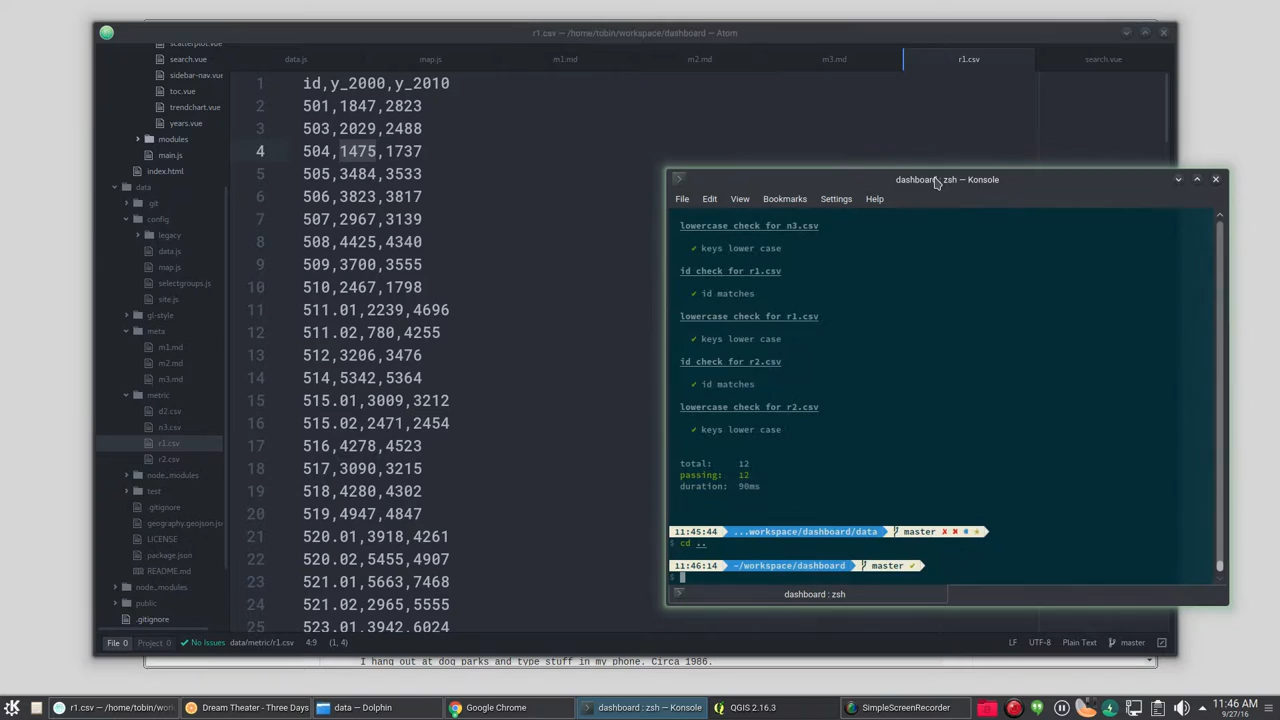 r1.csv — /home/tobin/workspace/dashboard — Atom
scatterplot.vue
search.vue
sidebar-nav.vue
toc.vue
trendchart.vue
years.vue
modules
main.js
index.html
data
.git
config
legacy
data.js
map.js
selectgroups.js
site.js
gl-style
meta
m1.md
m2.md
m3.md
metric
d2.csv
n3.csv
r1.csv
r2.csv
node_modules
test
.gitignore
geography.geojson.js
LICENSE
package.json
README.md
node_modules
public
.gitignore
data.js map.js m1.md m2.md m3.md r1.csv search.vue
1 id,y_2000,y_2010
2 501,1847,2823
3 503,2029,2488
4 504,1475,1737
5 505,3484,3533
6 506,3823,3817
7 507,2967,3139
8 508,4425,4340
9 509,3700,3555
10 510,2467,1798
11 511.01,2239,4696
12 511.02,780,4255
13 512,3206,3476
14 514,5342,5364
15 515.01,3009,3212
16 515.02,2471,2454
17 516,4278,4523
18 517,3090,3215
19 518,4280,4302
20 519,4947,4847
21 520.01,3918,4261
22 520.02,5455,4907
23 521.01,5663,7468
24 521.02,2965,5555
25 523.01,3942,6024
File 0 Project 0 ✔ No Issues data/metric/r1.csv 4:9 (1, 4) LF UTF-8 Plain Text master
I hang out at dog parks and type stuff in my phone. Circa 1986.
dashboard : zsh — Konsole
File Edit View Bookmarks Settings Help
lowercase check for n3.csv
✔ keys lower case
id check for r1.csv
✔ id matches
lowercase check for r1.csv
✔ keys lower case
id check for r2.csv
✔ id matches
lowercase check for r2.csv
✔ keys lower case
total: 12
passing: 12
duration: 90ms
11:45:44 ...workspace/dashboard/data master ✘ ✘ ★
$ cd ..
11:46:14 ~/workspace/dashboard master ✔
$
dashboard : zsh
r1.csv — /home/tobin/work Dream Theater - Three Days data — Dolphin Google Chrome dashboard : zsh — Konsole QGIS 2.16.3 SimpleScreenRecorder 11:46 AM
9/27/16